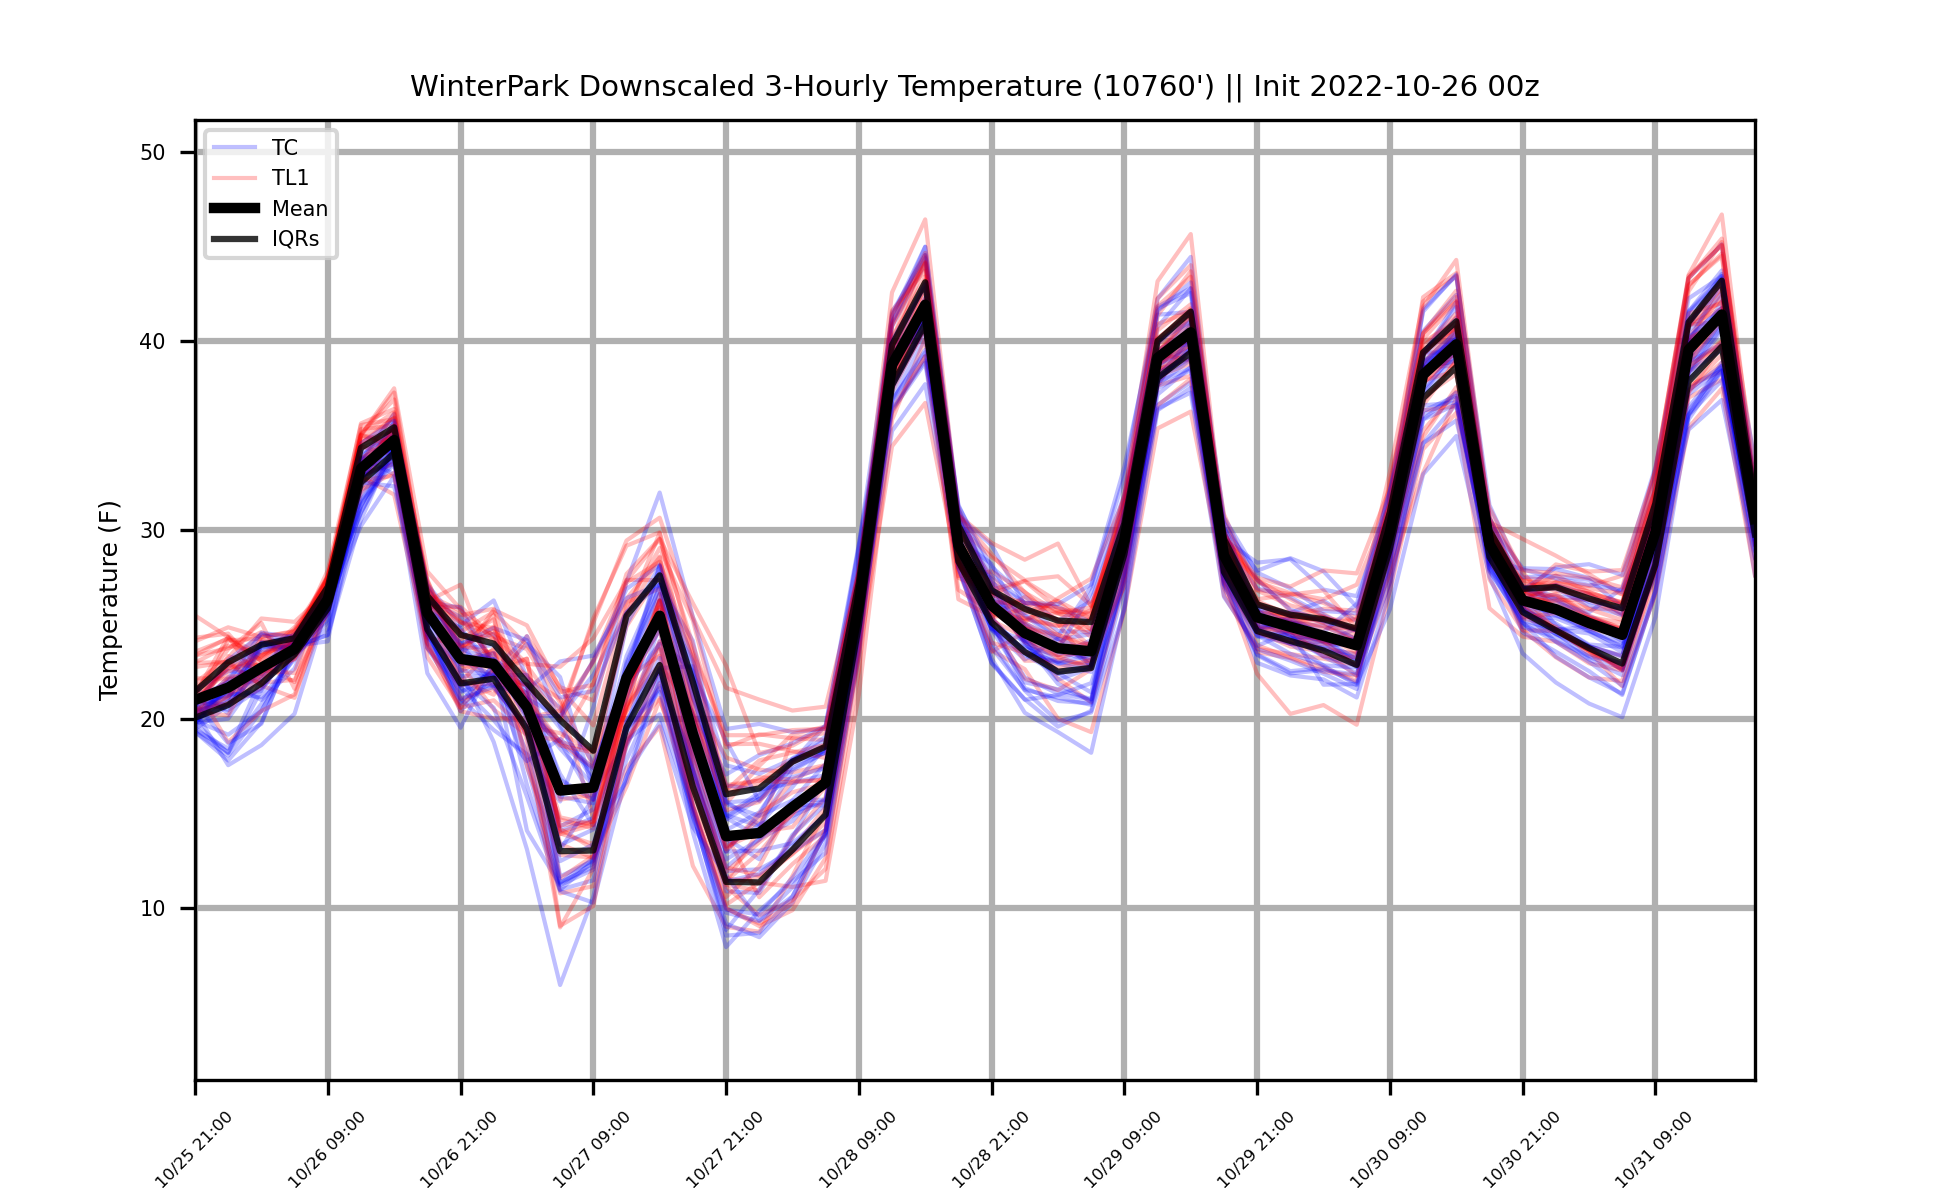 WinterPark Downscaled 3-Hourly Temperature (10760') || Init 2022-10-26 00z
TC
TL1
Mean
IQRs
50
40
30
20
10
Temperature (F)
10/25 21:00
10/26 09:00
10/26 21:00
10/27 09:00
10/27 21:00
10/28 09:00
10/28 21:00
10/29 09:00
10/29 21:00
10/30 09:00
10/30 21:00
10/31 09:00